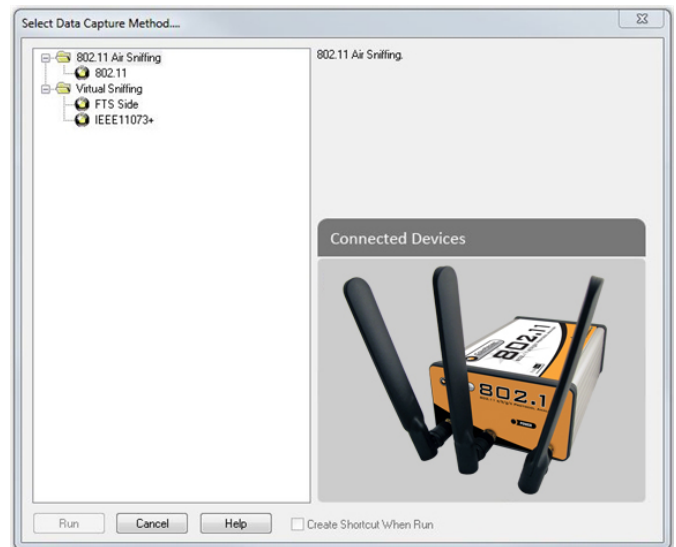 Select Data Capture Method....
802.11 Air Sniffing
802.11
Virtual Sniffing
FTS Side
IEEE11073+
802.11 Air Sniffing.
Connected Devices
802.11
802.1
Run
Cancel
Help
Create Shortcut When Run